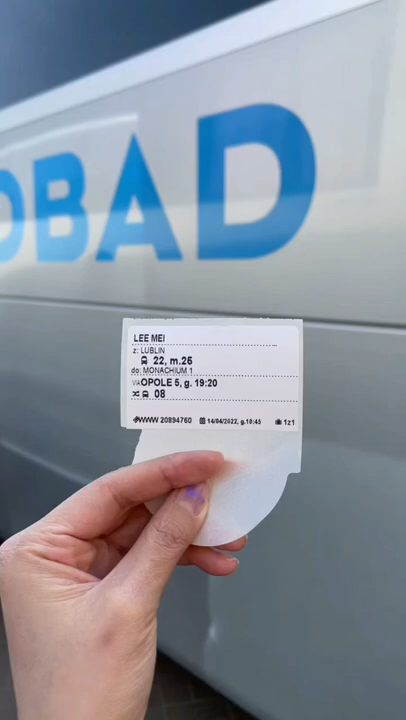 OBAD
LEE MEI
z: LUBLIN
22, m.25
do: MONACHIUM 1
VIA OPOLE 5, g. 19:20
08
WWW 20894760 14/04/2022, g.10:45 1z1